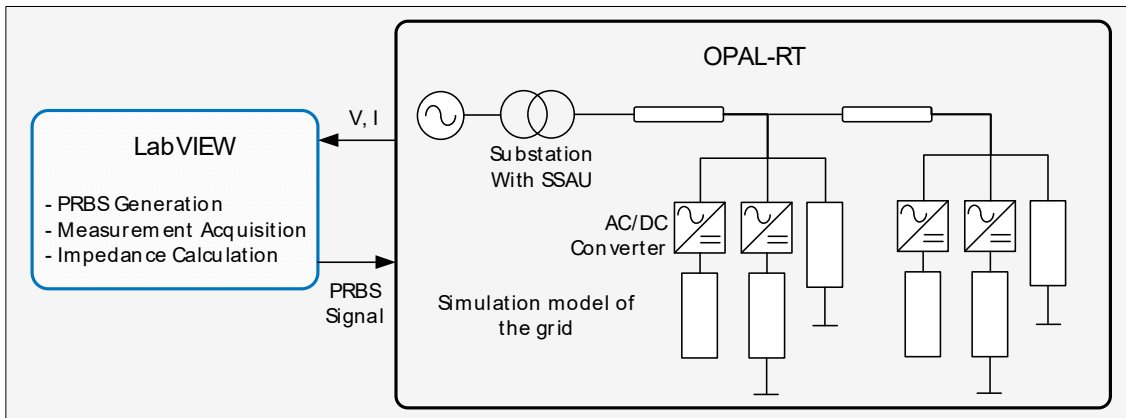 OPAL-RT
V, I
LabVIEW
- PRBS Generation
- Measurement Acquisition
- Impedance Calculation
PRBS
Signal
Substation
With SSAU
AC/DC
Converter
Simulation model of
the grid